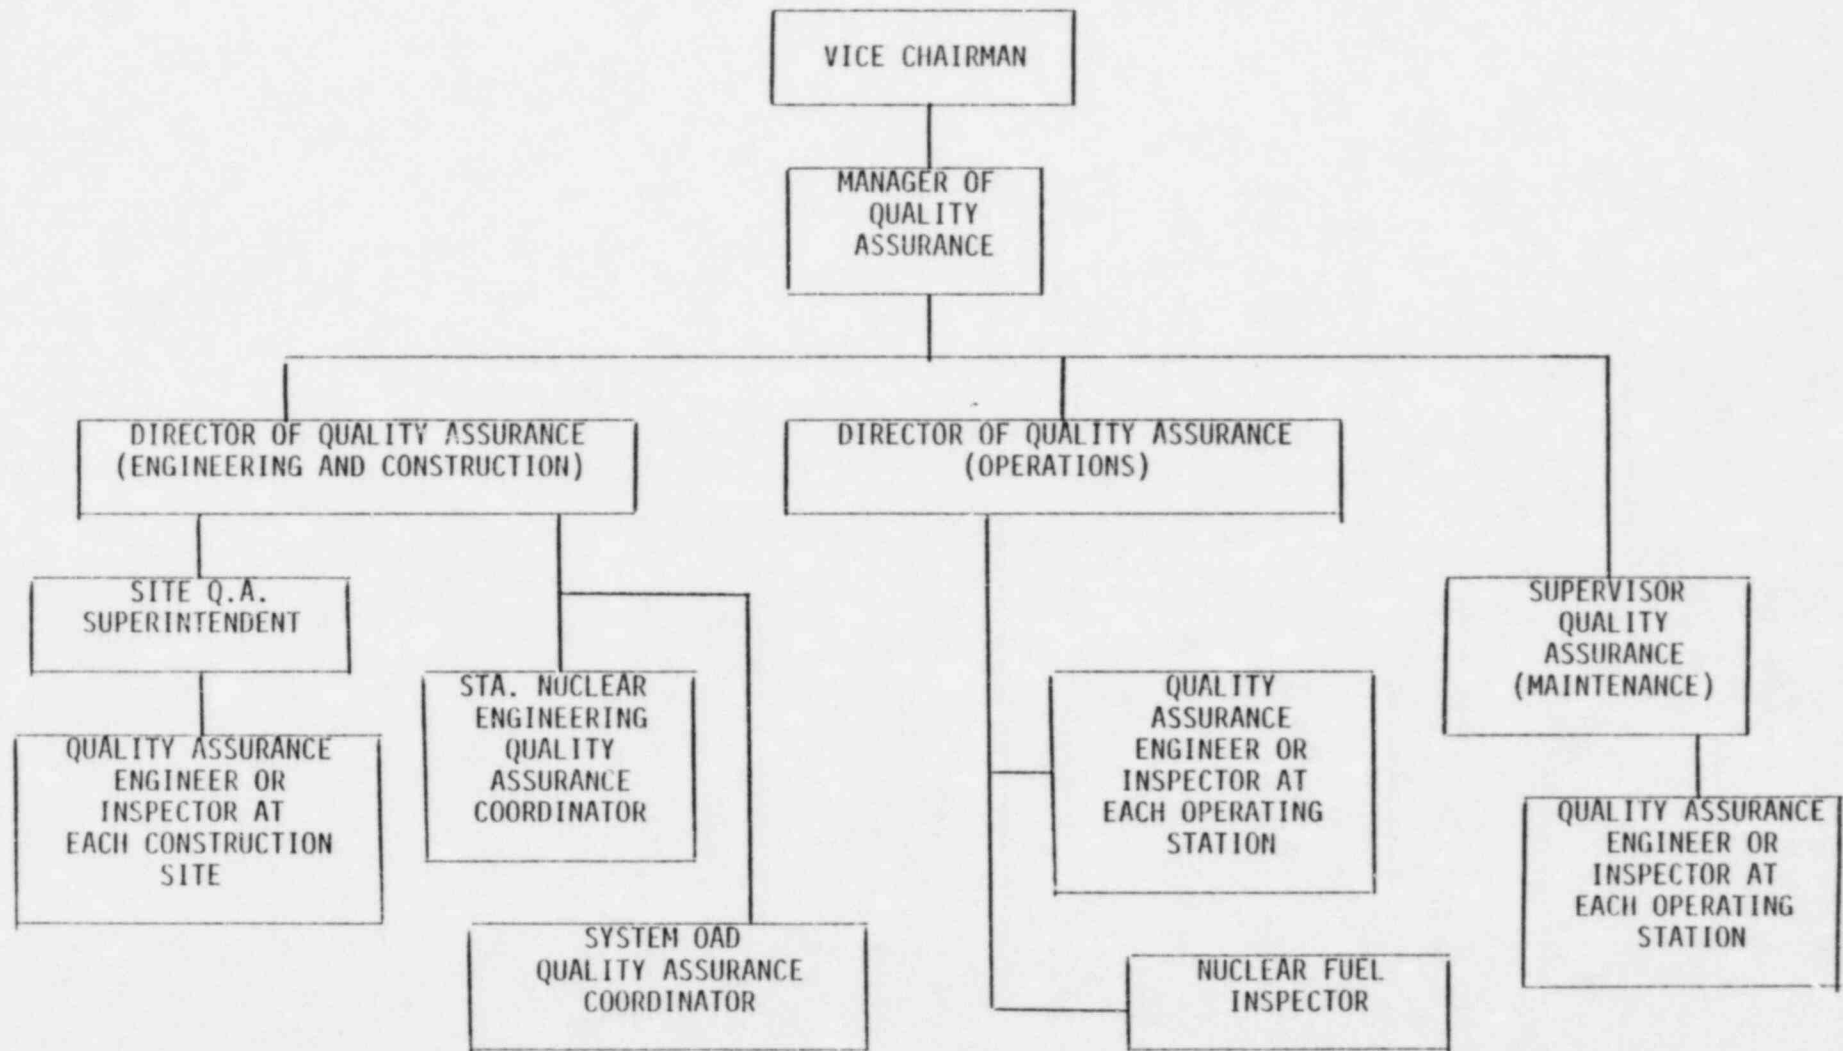 VICE CHAIRMAN
MANAGER OF
QUALITY
ASSURANCE
DIRECTOR OF QUALITY ASSURANCE
(ENGINEERING AND CONSTRUCTION)
DIRECTOR OF QUALITY ASSURANCE
(OPERATIONS)
SITE Q.A.
SUPERINTENDENT
SUPERVISOR
QUALITY
ASSURANCE
(MAINTENANCE)
STA. NUCLEAR
ENGINEERING
QUALITY
ASSURANCE
COORDINATOR
QUALITY
ASSURANCE
ENGINEER OR
INSPECTOR AT
EACH OPERATING
STATION
QUALITY ASSURANCE
ENGINEER OR
INSPECTOR AT
EACH CONSTRUCTION
SITE
QUALITY ASSURANCE
ENGINEER OR
INSPECTOR AT
EACH OPERATING
STATION
SYSTEM OAD
QUALITY ASSURANCE
COORDINATOR
NUCLEAR FUEL
INSPECTOR